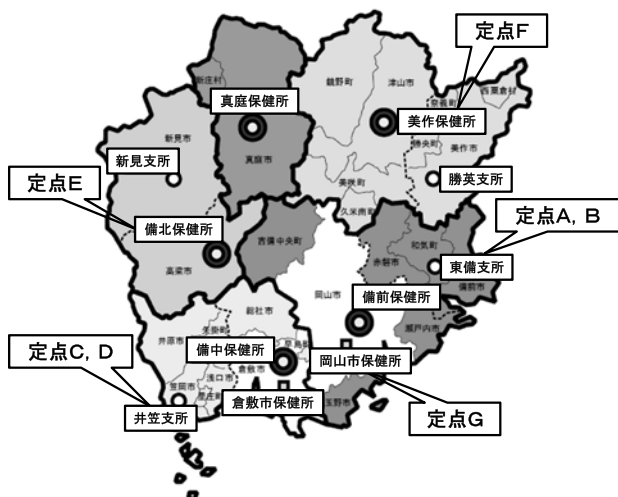 定点F
新庄村
鏡野町
津山市
奈義町
西粟倉村
真庭保健所
美作保健所
勝央町
美作市
新見市
新見支所
真庭市
勝英支所
美咲町
久米南町
定点E
定点A, B
備北保健所
吉備中央町
和気町
赤磐市
東備支所
高梁市
備前市
岡山市
備前保健所
総社市
瀬戸内市
矢掛町
井原市
早島町
備中保健所
岡山市保健所
定点C, D
倉敷市
浅口市
笠岡市
里庄町
倉敷市保健所
玉野市
井笠支所
定点G